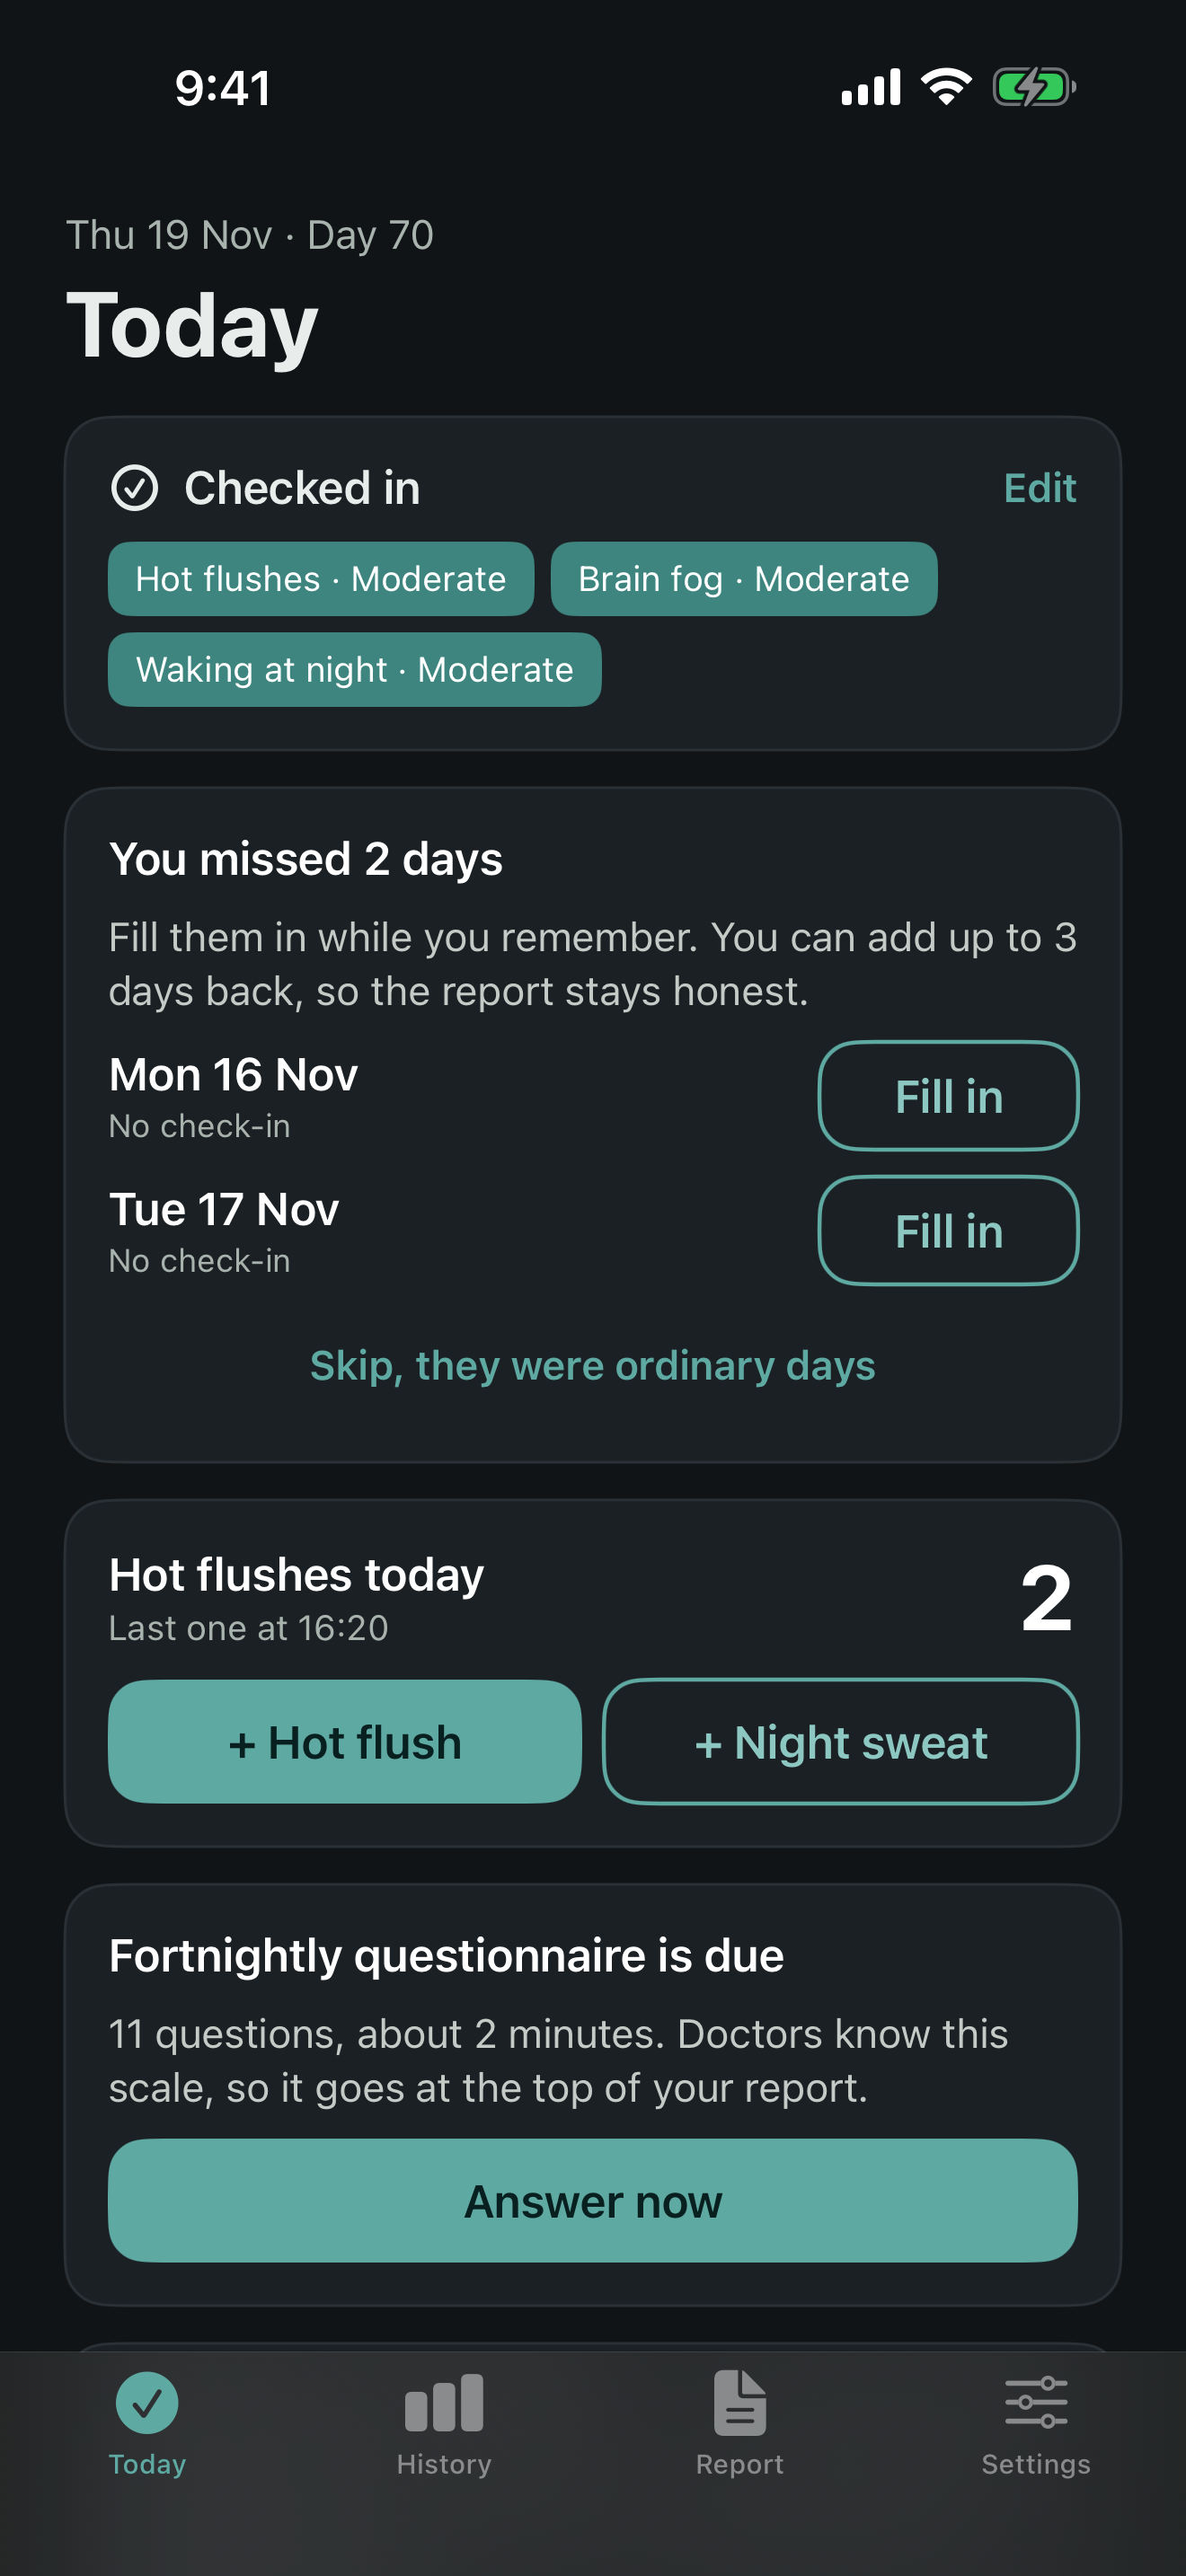 9:41
Thu 19 Nov · Day 70
Today
Checked in
Edit
Hot flushes · Moderate
Brain fog · Moderate
Waking at night · Moderate
You missed 2 days
Fill them in while you remember. You can add up to 3
days back, so the report stays honest.
Mon 16 Nov
No check-in
Fill in
Tue 17 Nov
No check-in
Fill in
Skip, they were ordinary days
Hot flushes today
Last one at 16:20
2
+ Hot flush
+ Night sweat
Fortnightly questionnaire is due
11 questions, about 2 minutes. Doctors know this
scale, so it goes at the top of your report.
Answer now
Today
History
Report
Settings